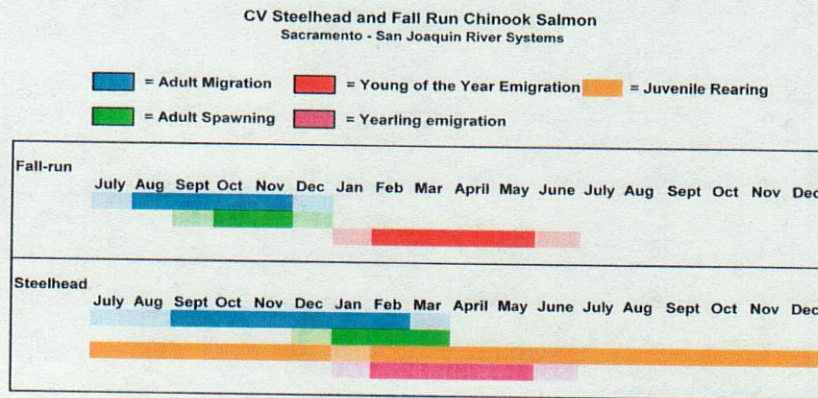 CV Steelhead and Fall Run Chinook Salmon
Sacramento - San Joaquin River Systems
= Adult Migration = Young of the Year Emigration = Juvenile Rearing
= Adult Spawning = Yearling emigration
Fall-run
July Aug Sept Oct Nov Dec Jan Feb Mar April May June July Aug Sept Oct Nov Dec
Steelhead
July Aug Sept Oct Nov Dec Jan Feb Mar April May June July Aug Sept Oct Nov Dec